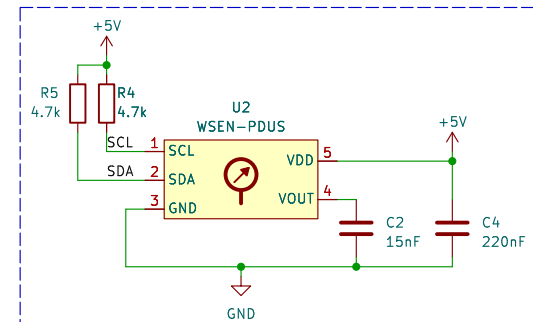 +5V
R5
4.7k
R4
4.7k
U2
WSEN-PDUS
SCL
1
SCL
SDA
2
SDA
3
GND
VDD
5
VOUT
4
+5V
C2
15nF
C4
220nF
GND